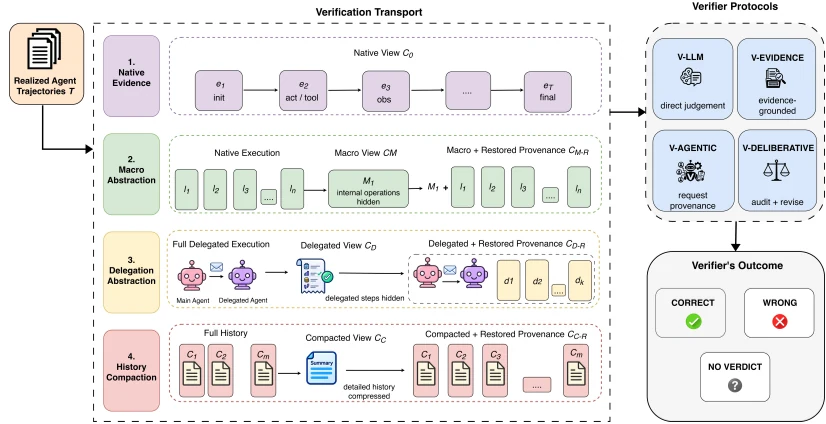 Verification Transport
Verifier Protocols
Realized Agent
Trajectories T
1.
Native
Evidence
Native View C0
e1
init
e2
act / tool
e3
obs
....
eT
final
2.
Macro
Abstraction
Native Execution
Macro View CM
Macro + Restored Provenance CM-R
I1
I2
I3
....
In
M1
internal operations
hidden
M1 +
I1
I2
I3
....
In
3.
Delegation
Abstraction
Full Delegated Execution
Delegated View CD
Delegated + Restored Provenance CD-R
Main Agent
Delegated Agent
delegated steps hidden
d1
d2
....
dk
4.
History
Compaction
Full History
Compacted View CC
Compacted + Restored Provenance CC-R
C1
C2
Cm
Summary
detailed history
compressed
C1
C2
C3
....
Cm
V-LLM
direct judgement
V-EVIDENCE
evidence-
grounded
V-AGENTIC
request
provenance
V-DELIBERATIVE
audit + revise
Verifier's Outcome
CORRECT
WRONG
NO VERDICT
?